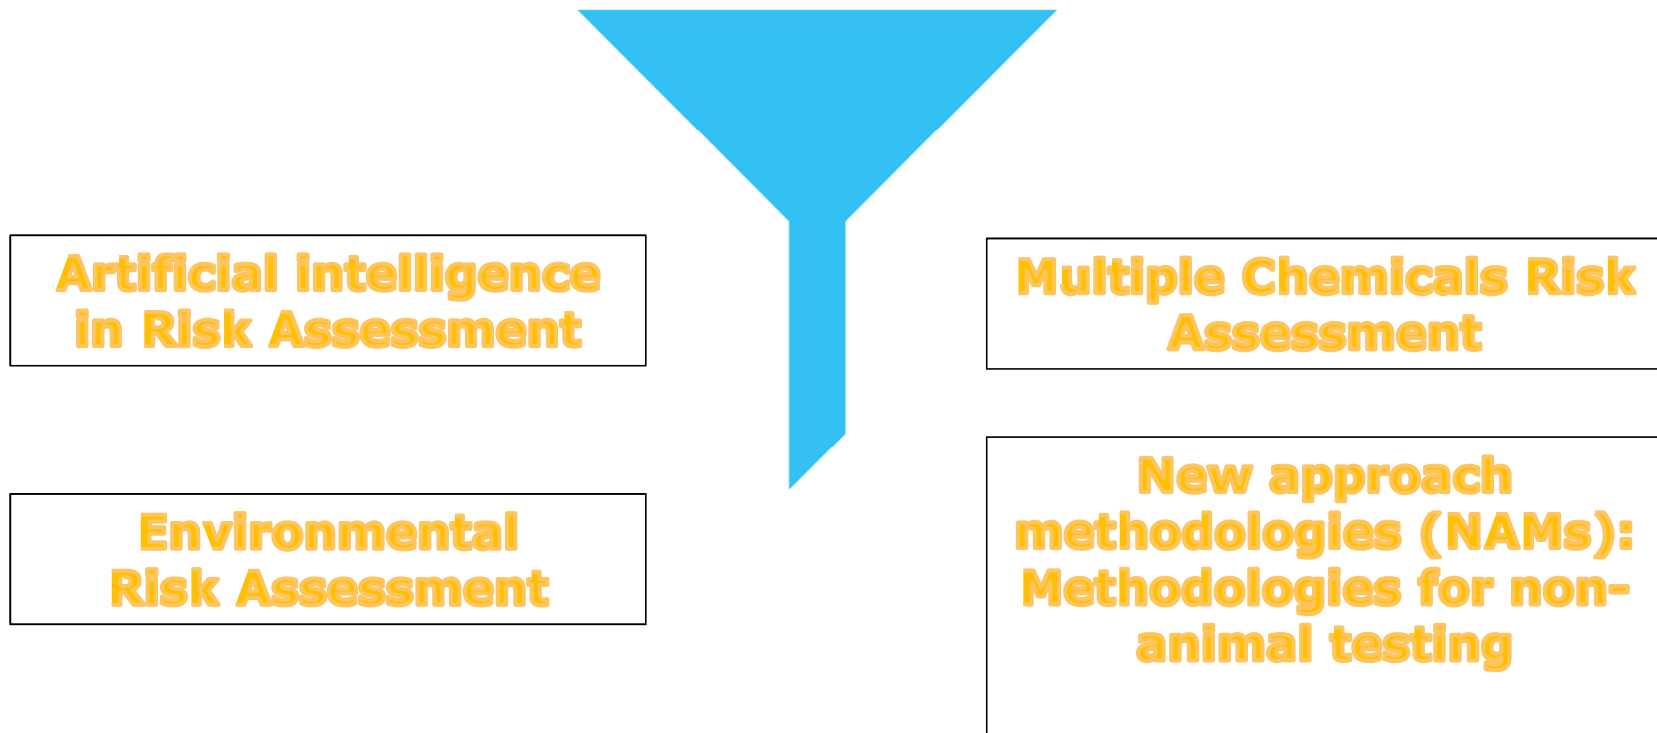 Artificial intelligence
in Risk Assessment
Multiple Chemicals Risk
Assessment
Environmental
Risk Assessment
New approach
methodologies (NAMs):
Methodologies for non-
animal testing